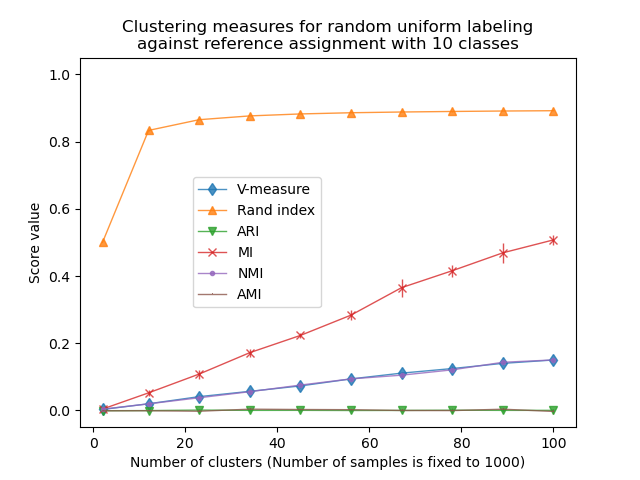 Clustering measures for random uniform labeling
against reference assignment with 10 classes
1.0
0.8
0.6
0.4
0.2
0.0
Score value
V-measure
Rand index
ARI
MI
NMI
AMI
0 20 40 60 80 100
Number of clusters (Number of samples is fixed to 1000)